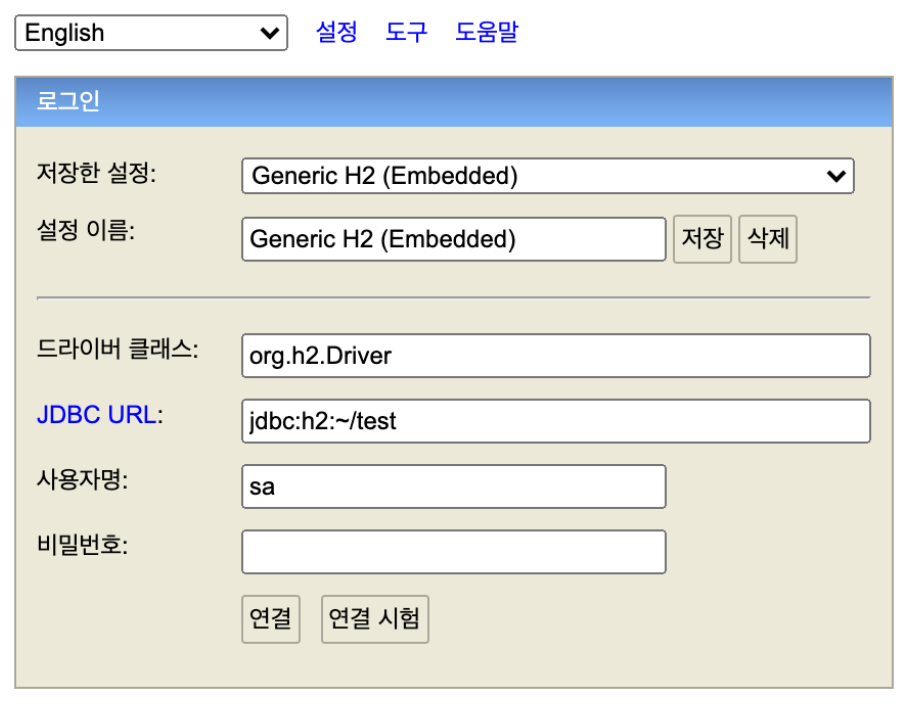 English 설정 도구 도움말
로그인
저장한 설정: Generic H2 (Embedded)
설정 이름: Generic H2 (Embedded) 저장 삭제
드라이버 클래스: org.h2.Driver
JDBC URL: jdbc:h2:~/test
사용자명: sa
비밀번호:
연결 연결 시험